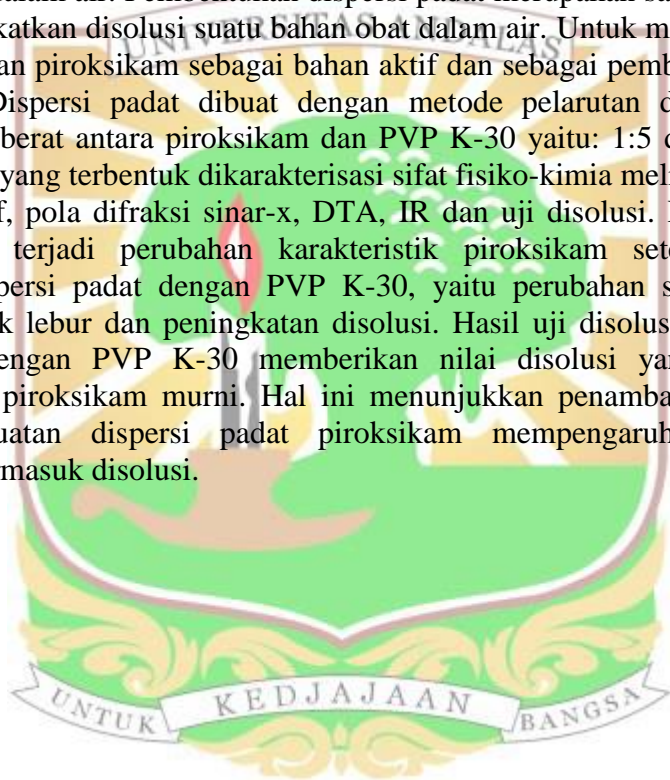 alam air. Pembentukan dispersi padat merupakan sa
katkan disolusi suatu bahan obat dalam air. Untuk m
UNIVERSITAS ANDALAS
an piroksikam sebagai bahan aktif dan sebagai pemb
Dispersi padat dibuat dengan metode pelarutan d
berat antara piroksikam dan PVP K-30 yaitu: 1:5 d
yang terbentuk dikarakterisasi sifat fisiko-kimia meli
f, pola difraksi sinar-x, DTA, IR dan uji disolusi.
terjadi perubahan karakteristik piroksikam sete
persi padat dengan PVP K-30, yaitu perubahan s
k lebur dan peningkatan disolusi. Hasil uji disolus
engan PVP K-30 memberikan nilai disolusi ya
piroksikam murni. Hal ini menunjukkan penamba
uatan dispersi padat piroksikam mempengaruh
rmasuk disolusi.
UNTUK KEDJAJAAN BANGSA